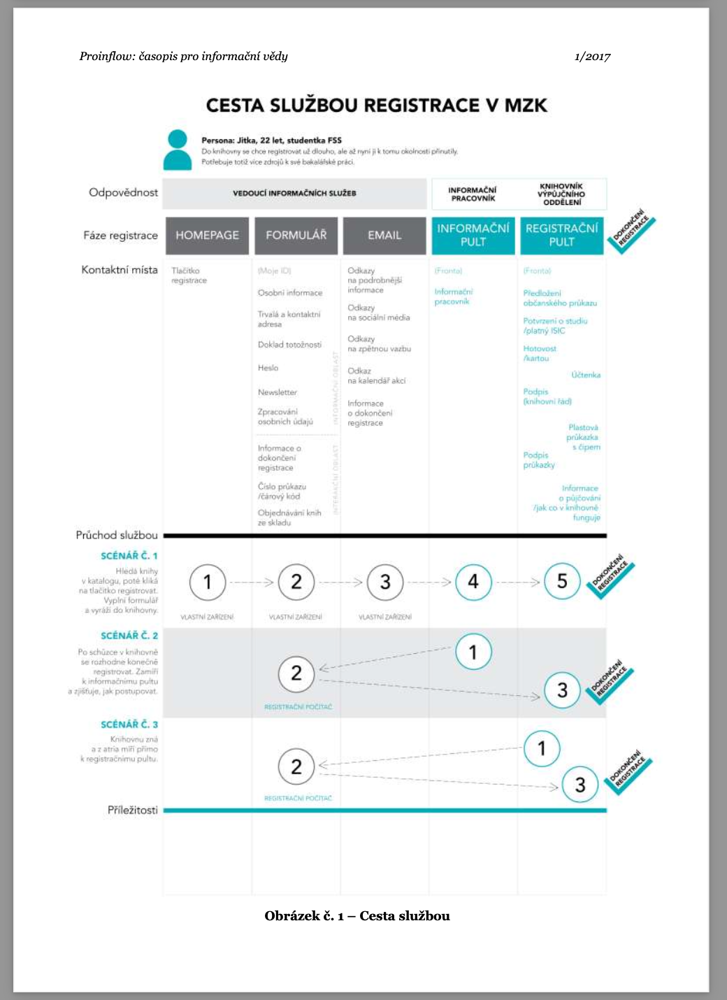 Proinflow: časopis pro informační vědy
1/2017
CESTA SLUŽBOU REGISTRACE V MZK
Persona: Jitka, 22 let, studentka FSS
Do knihovny se chce registrovat už dlouho, ale až nyní ji k tomu okolnosti přinutily.
Potřebuje totiž více zdrojů k své bakalářské práci.
Odpovědnost
VEDOUCÍ INFORMAČNÍCH SLUŽEB
INFORMAČNÍ
PRACOVNÍK
KNIHOVNÍK
VÝPŮJČNÍHO
ODDĚLENÍ
Fáze registrace
HOMEPAGE
FORMULÁŘ
EMAIL
INFORMAČNÍ
PULT
REGISTRAČNÍ
PULT
DOKONČENÍ
REGISTRACE
Kontaktní místa
Tlačítko
registrace
(Moje ID)
Osobní informace
Trvalá a kontaktní
adresa
Doklad totožnosti
Heslo
Newsletter
Zpracování
osobních údajů
INFORMAČNÍ OBLAST
Informace o
dokončení
registrace
Číslo průkazu
/čárový kód
Objednávání knih
ze skladu
INTERAKČNÍ OBLAST
Odkazy
na podrobnější
informace
Odkazy
na sociální média
Odkazy
na zpětnou vazbu
Odkaz
na kalendář akcí
Informace
o dokončení
registrace
(Fronta)
Informační
pracovník
(Fronta)
Předložení
občanského průkazu
Potvrzení o studiu
/platný ISIC
Hotovost
/kartou
Účtenka
Podpis
(knihovní řád)
Plastová
průkazka
s čipem
Podpis
průkazky
Informace
o půjčování
/jak co v knihovně
funguje
Průchod službou
SCÉNÁŘ Č. 1
Hledá knihy
v katalogu, poté kliká
na tlačítko registrovat.
Vyplní formulář
a vyráží do knihovny.
1
2
3
4
5
VLASTNÍ ZAŘÍZENÍ
VLASTNÍ ZAŘÍZENÍ
VLASTNÍ ZAŘÍZENÍ
DOKONČENÍ
REGISTRACE
SCÉNÁŘ Č. 2
Po schůzce v knihovně
se rozhodne konečně
registrovat. Zamíří
k informačnímu pultu
a zjišťuje, jak postupovat.
1
2
3
REGISTRAČNÍ POČÍTAČ
DOKONČENÍ
REGISTRACE
SCÉNÁŘ Č. 3
Knihovnu zná
a z atria míří přímo
k registračnímu pultu.
1
2
3
REGISTRAČNÍ POČÍTAČ
DOKONČENÍ
REGISTRACE
Příležitosti
Obrázek č. 1 – Cesta službou